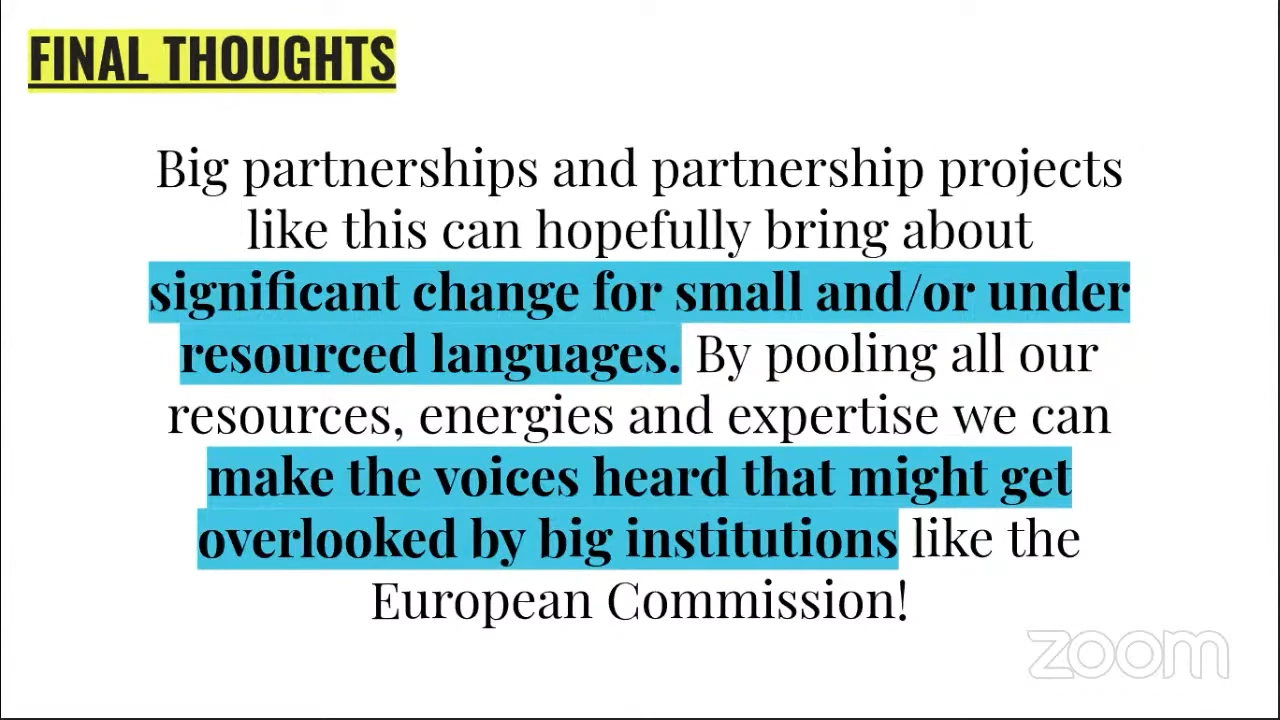 FINAL THOUGHTS
Big partnerships and partnership projects
like this can hopefully bring about
significant change for small and/or under
resourced languages. By pooling all our
resources, energies and expertise we can
make the voices heard that might get
overlooked by big institutions like the
European Commission!
zoom